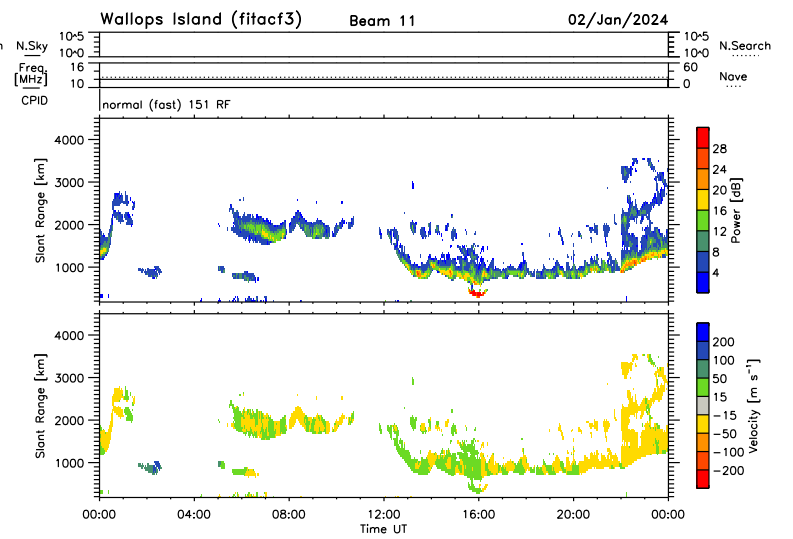 Wallops Island (fitacf3) Beam 11 02/Jan/2024
n N.Sky 10^5 10^0 10^5 10^0 N.Search
Freq. [MHz] 16 10 60 0 Nave
CPID normal (fast) 151 RF
Slant Range [km]
4000
3000
2000
1000
28
24
20
16
12
8
4
Power [dB]
Slant Range [km]
4000
3000
2000
1000
200
100
50
15
−15
−50
−100
−200
Velocity [m s⁻¹]
00:00 04:00 08:00 12:00 16:00 20:00 00:00
Time UT